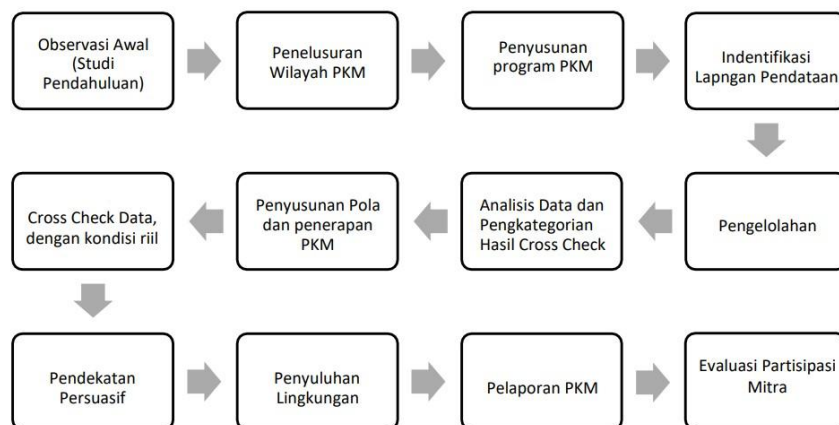 Observasi Awal
(Studi
Pendahuluan)
Penelusuran
Wilayah PKM
Penyusunan
program PKM
Indentifikasi
Lapngan Pendataan
Pengelolahan
Analisis Data dan
Pengkategorian
Hasil Cross Check
Penyusunan Pola
dan penerapan
PKM
Cross Check Data,
dengan kondisi riil
Pendekatan
Persuasif
Penyuluhan
Lingkungan
Pelaporan PKM
Evaluasi Partisipasi
Mitra